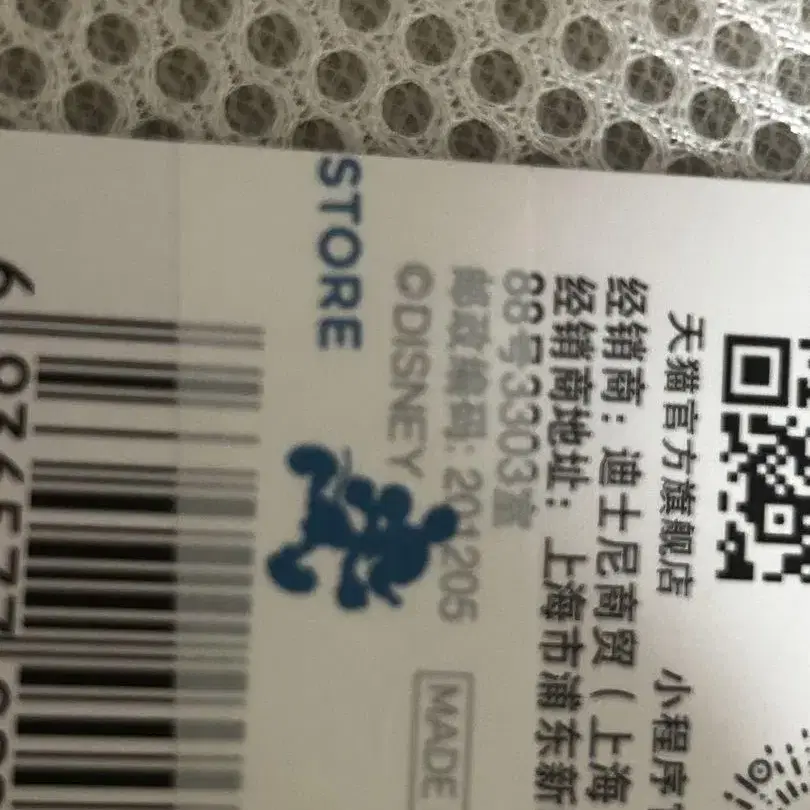 天猫官方旗舰店
小程序
经销商：迪士尼商贸（上海
经销商地址：上海市浦东新
88号3303室
邮政编码：201205
©DISNEY
MADE
STORE